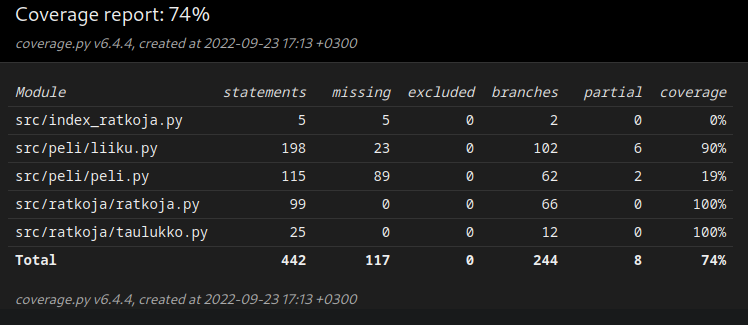 Coverage report: 74%
coverage.py v6.4.4, created at 2022-09-23 17:13 +0300
Module statements missing excluded branches partial coverage
src/index_ratkoja.py 5 5 0 2 0 0%
src/peli/liiku.py 198 23 0 102 6 90%
src/peli/peli.py 115 89 0 62 2 19%
src/ratkoja/ratkoja.py 99 0 0 66 0 100%
src/ratkoja/taulukko.py 25 0 0 12 0 100%
Total 442 117 0 244 8 74%
coverage.py v6.4.4, created at 2022-09-23 17:13 +0300